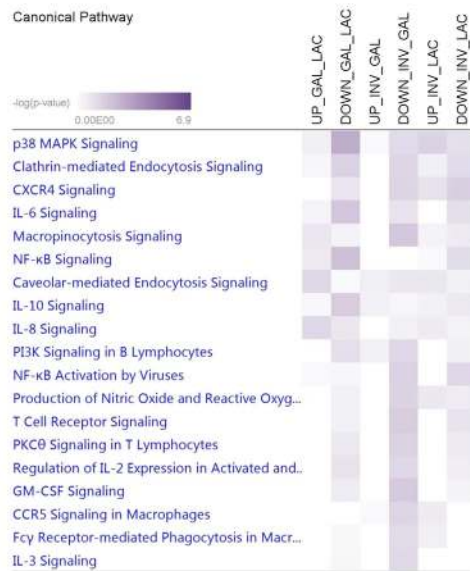 Canonical Pathway
-log(p-value)
0.00E00 6.9
UP_GAL_LAC
DOWN_GAL_LAC
UP_INV_GAL
DOWN_INV_GAL
UP_INV_LAC
DOWN_INV_LAC
p38 MAPK Signaling
Clathrin-mediated Endocytosis Signaling
CXCR4 Signaling
IL-6 Signaling
Macropinocytosis Signaling
NF-κB Signaling
Caveolar-mediated Endocytosis Signaling
IL-10 Signaling
IL-8 Signaling
PI3K Signaling in B Lymphocytes
NF-κB Activation by Viruses
Production of Nitric Oxide and Reactive Oxyg...
T Cell Receptor Signaling
PKCθ Signaling in T Lymphocytes
Regulation of IL-2 Expression in Activated and..
GM-CSF Signaling
CCR5 Signaling in Macrophages
Fcγ Receptor-mediated Phagocytosis in Macr...
IL-3 Signaling